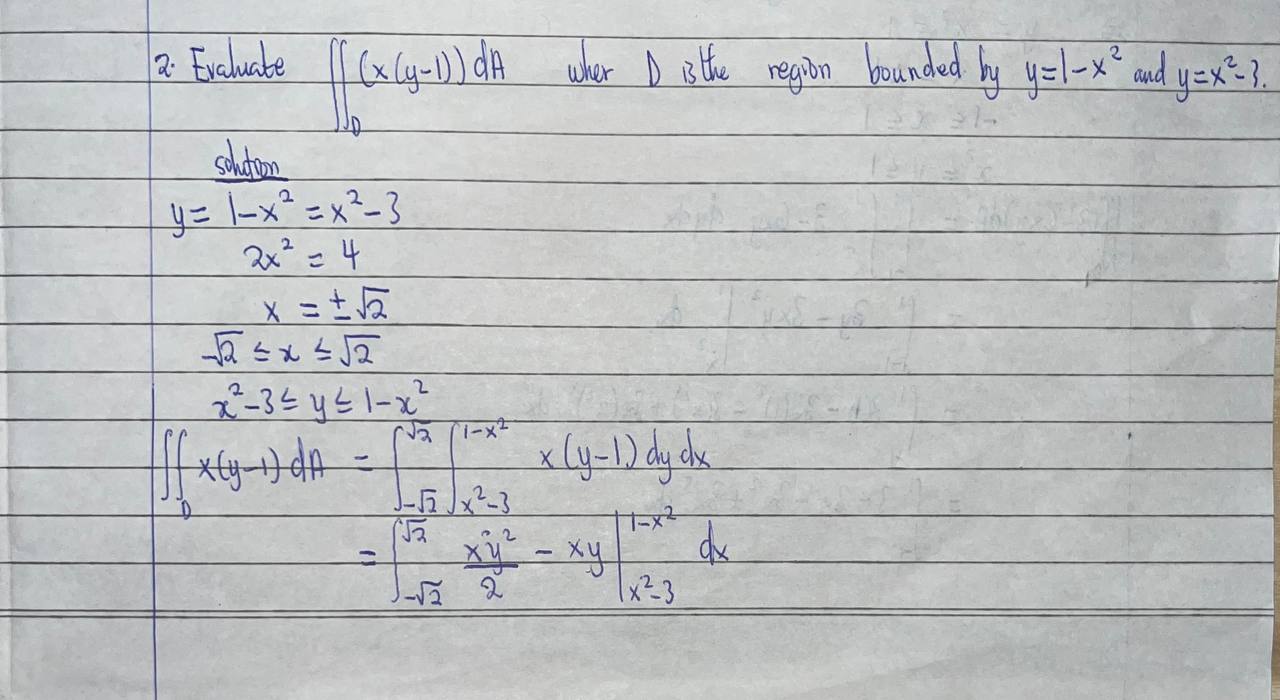 2. Evaluate ∬_D (x(y-1)) dA wher D is the region bounded by y=1-x² and y=x²-3.
solution
y= 1-x² = x²-3
2x² = 4
x = ±√2
-√2 ≤ x ≤ √2
x²-3 ≤ y ≤ 1-x²
∬_D x(y-1) dA = ∫_{-√2}^{√2} ∫_{x²-3}^{1-x²} x(y-1) dy dx
= ∫_{-√2}^{√2} xy²/2 - xy |_{x²-3}^{1-x²} dx